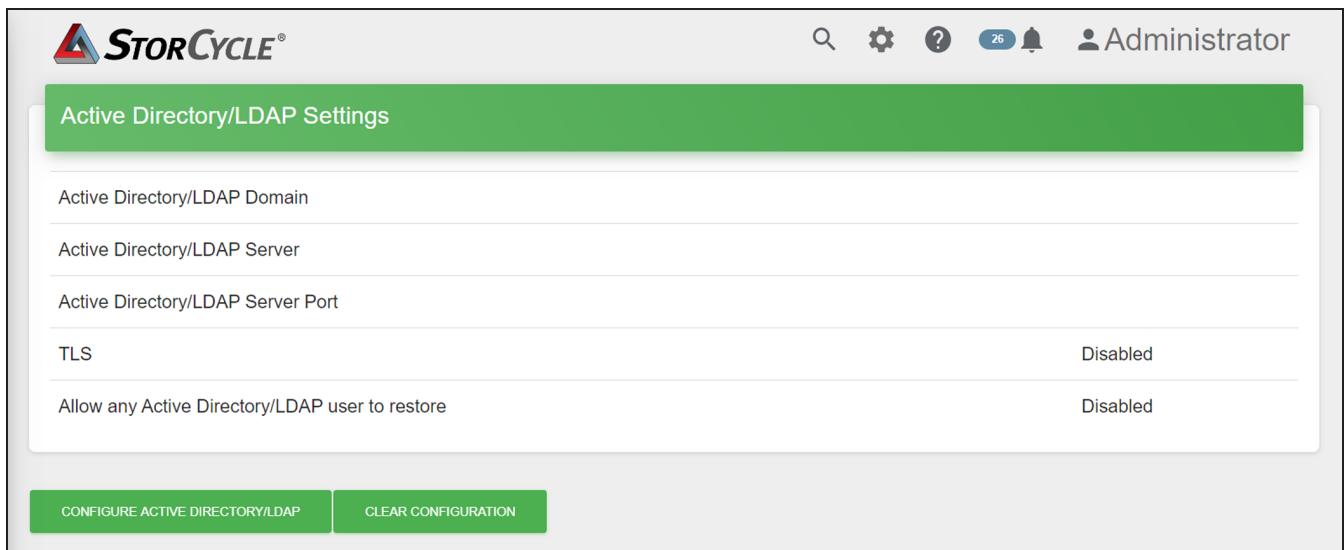 STORCYCLE®
26
Administrator
Active Directory/LDAP Settings
Active Directory/LDAP Domain
Active Directory/LDAP Server
Active Directory/LDAP Server Port
TLS Disabled
Allow any Active Directory/LDAP user to restore Disabled
CONFIGURE ACTIVE DIRECTORY/LDAP CLEAR CONFIGURATION